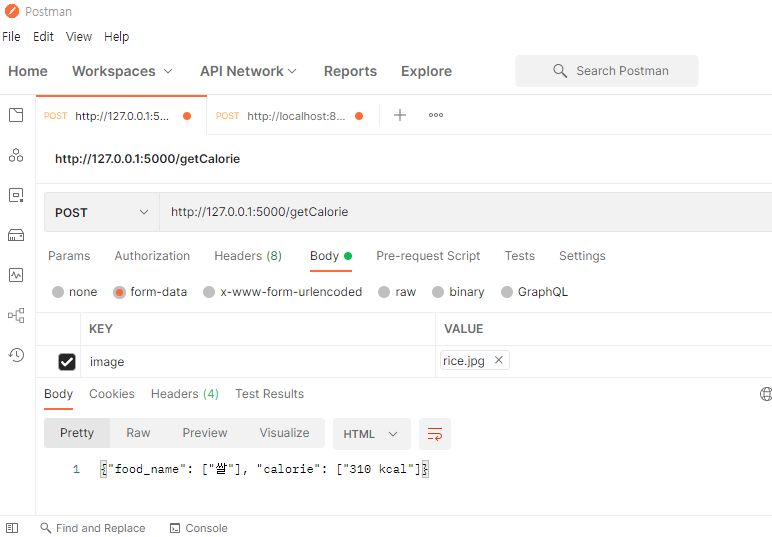 Postman
File Edit View Help
Home Workspaces API Network Reports Explore Search Postman
POST http://127.0.0.1:5... POST http://localhost:8...
http://127.0.0.1:5000/getCalorie
POST http://127.0.0.1:5000/getCalorie
Params Authorization Headers (8) Body Pre-request Script Tests Settings
none form-data x-www-form-urlencoded raw binary GraphQL
KEY VALUE
image rice.jpg
Body Cookies Headers (4) Test Results
Pretty Raw Preview Visualize HTML
1 {"food_name": ["쌀"], "calorie": ["310 kcal"]}
Find and Replace Console